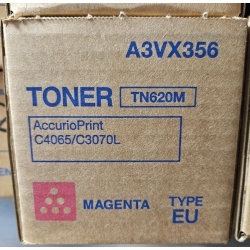 A3VX356
TONER TN620M
AccurioPrint
C4065/C3070L
MAGENTA TYPE
EU